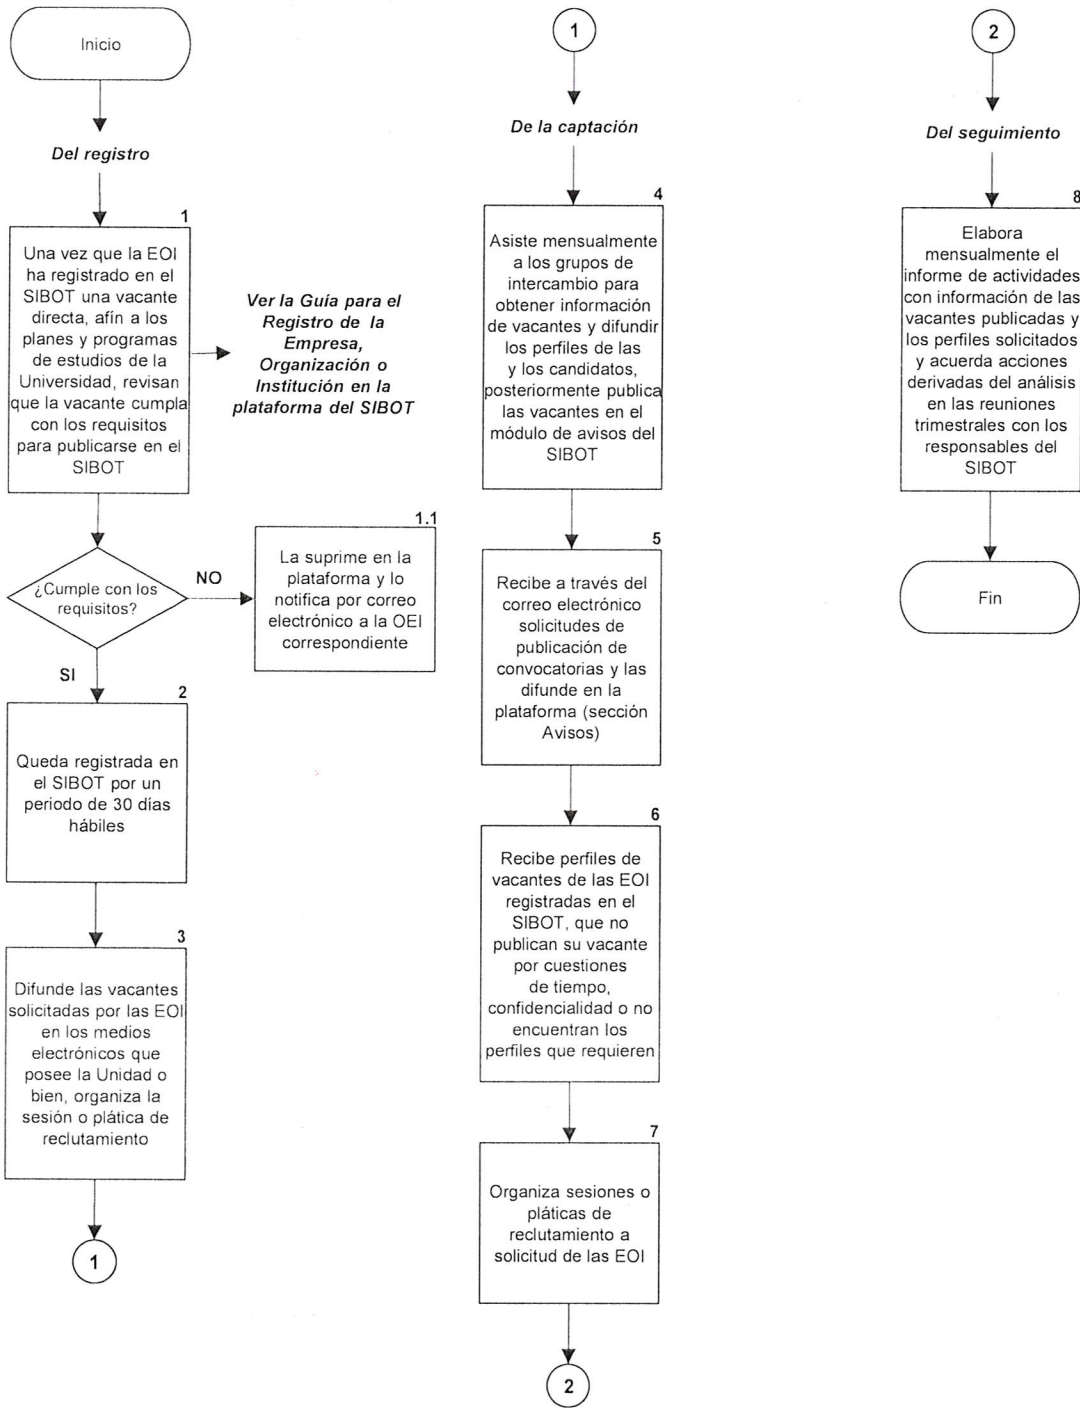 Inicio
Del registro
1
Una vez que la EOI
ha registrado en el
SIBOT una vacante
directa, afín a los
planes y programas
de estudios de la
Universidad, revisan
que la vacante cumpla
con los requisitos
para publicarse en el
SIBOT
Ver la Guía para el
Registro de la
Empresa,
Organización o
Institución en la
plataforma del SIBOT
¿Cumple con los
requisitos?
NO
1.1
La suprime en la
plataforma y lo
notifica por correo
electrónico a la OEI
correspondiente
SI
2
Queda registrada en
el SIBOT por un
periodo de 30 días
hábiles
3
Difunde las vacantes
solicitadas por las EOI
en los medios
electrónicos que
posee la Unidad o
bien, organiza la
sesión o plática de
reclutamiento
1
1
De la captación
4
Asiste mensualmente
a los grupos de
intercambio para
obtener información
de vacantes y difundir
los perfiles de las
y los candidatos,
posteriormente publica
las vacantes en el
módulo de avisos del
SIBOT
5
Recibe a través del
correo electrónico
solicitudes de
publicación de
convocatorias y las
difunde en la
plataforma (sección
Avisos)
6
Recibe perfiles de
vacantes de las EOI
registradas en el
SIBOT, que no
publican su vacante
por cuestiones
de tiempo,
confidencialidad o no
encuentran los
perfiles que requieren
7
Organiza sesiones o
pláticas de
reclutamiento a
solicitud de las EOI
2
2
Del seguimiento
8
Elabora
mensualmente el
informe de actividades
con información de las
vacantes publicadas y
los perfiles solicitados
y acuerda acciones
derivadas del análisis
en las reuniones
trimestrales con los
responsables del
SIBOT
Fin